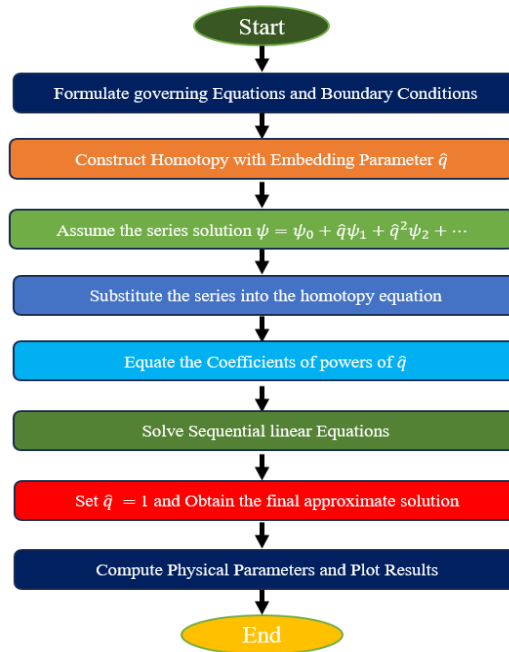 Start
Formulate governing Equations and Boundary Conditions
Construct Homotopy with Embedding Parameter q̂
Assume the series solution ψ = ψ₀ + q̂ψ₁ + q̂²ψ₂ + ⋯
Substitute the series into the homotopy equation
Equate the Coefficients of powers of q̂
Solve Sequential linear Equations
Set q̂ = 1 and Obtain the final approximate solution
Compute Physical Parameters and Plot Results
End